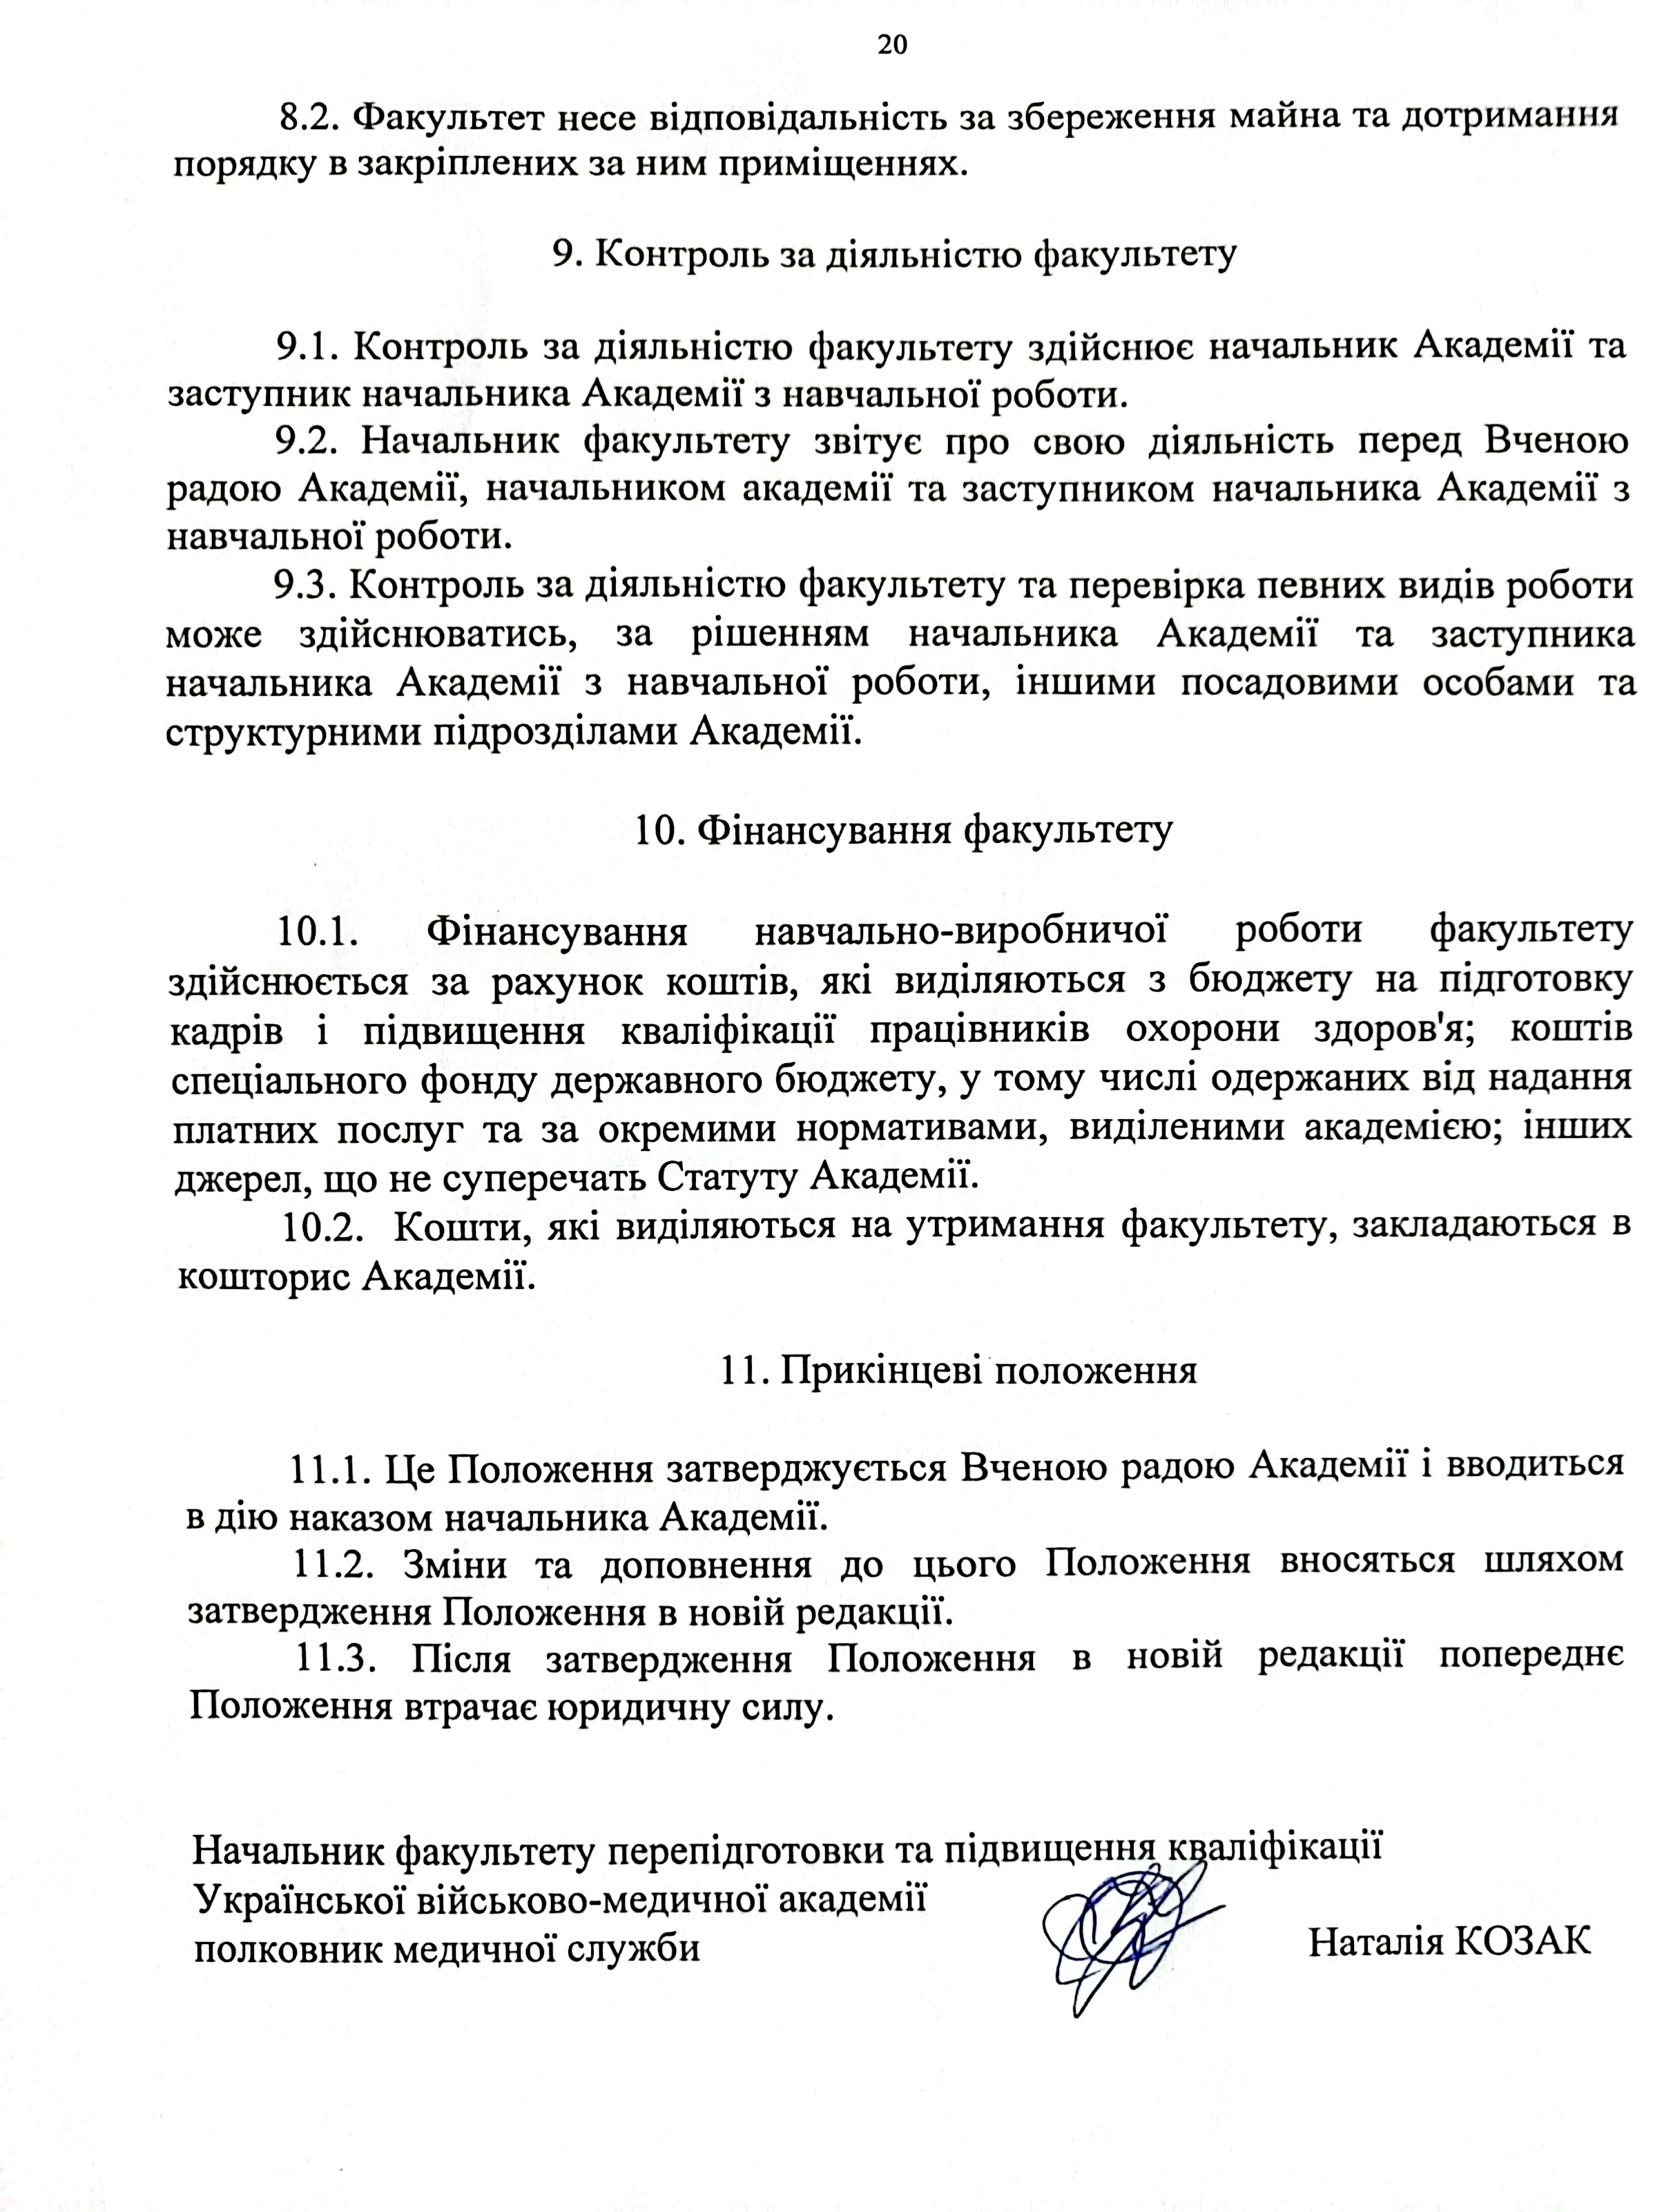 20
8.2. Факультет несе відповідальність за збереження майна та дотримання
порядку в закріплених за ним приміщеннях.
9. Контроль за діяльністю факультету
9.1. Контроль за діяльністю факультету здійснює начальник Академії та
заступник начальника Академії з навчальної роботи.
9.2. Начальник факультету звітує про свою діяльність перед Вченою
радою Академії, начальником академії та заступником начальника Академії з
навчальної роботи.
9.3. Контроль за діяльністю факультету та перевірка певних видів роботи
може здійснюватись, за рішенням начальника Академії та заступника
начальника Академії з навчальної роботи, іншими посадовими особами та
структурними підрозділами Академії.
10. Фінансування факультету
10.1. Фінансування навчально-виробничої роботи факультету
здійснюється за рахунок коштів, які виділяються з бюджету на підготовку
кадрів і підвищення кваліфікації працівників охорони здоров'я; коштів
спеціального фонду державного бюджету, у тому числі одержаних від надання
платних послуг та за окремими нормативами, виділеними академією; інших
джерел, що не суперечать Статуту Академії.
10.2. Кошти, які виділяються на утримання факультету, закладаються в
кошторис Академії.
11. Прикінцеві положення
11.1. Це Положення затверджується Вченою радою Академії і вводиться
в дію наказом начальника Академії.
11.2. Зміни та доповнення до цього Положення вносяться шляхом
затвердження Положення в новій редакції.
11.3. Після затвердження Положення в новій редакції попереднє
Положення втрачає юридичну силу.
Начальник факультету перепідготовки та підвищення кваліфікації
Української військово-медичної академії
полковник медичної служби Наталія КОЗАК